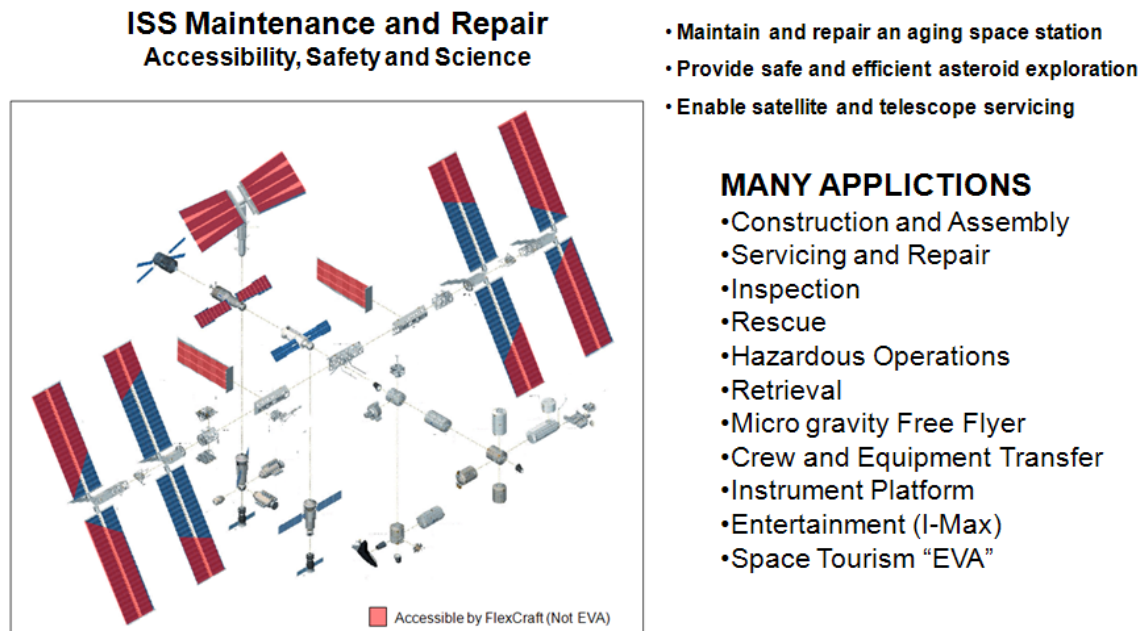 ISS Maintenance and Repair
Accessibility, Safety and Science
• Maintain and repair an aging space station
• Provide safe and efficient asteroid exploration
• Enable satellite and telescope servicing
MANY APPLICTIONS
•Construction and Assembly
•Servicing and Repair
•Inspection
•Rescue
•Hazardous Operations
•Retrieval
•Micro gravity Free Flyer
•Crew and Equipment Transfer
•Instrument Platform
•Entertainment (I-Max)
•Space Tourism “EVA”
Accessible by FlexCraft (Not EVA)